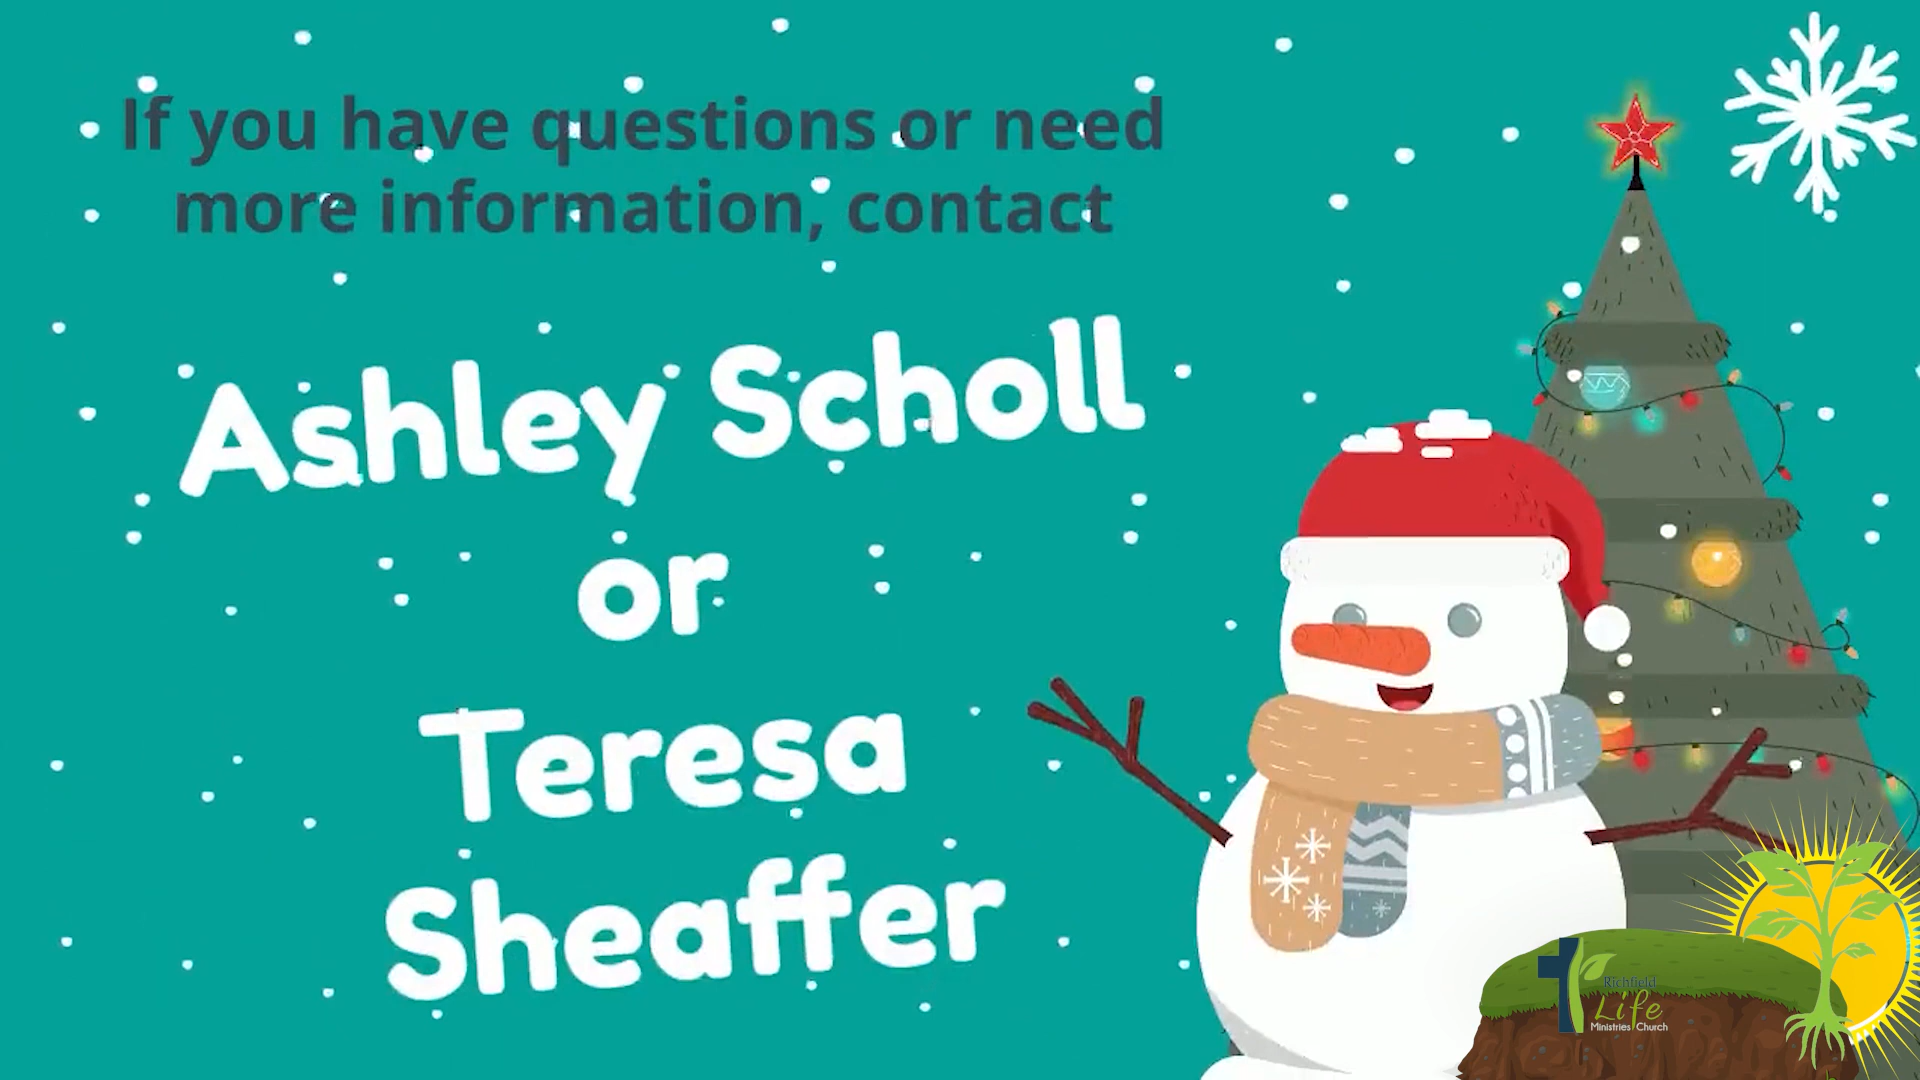 If you have questions or need
more information, contact
Ashley Scholl
or
Teresa
Sheaffer
Richfield
Life
Ministries Church